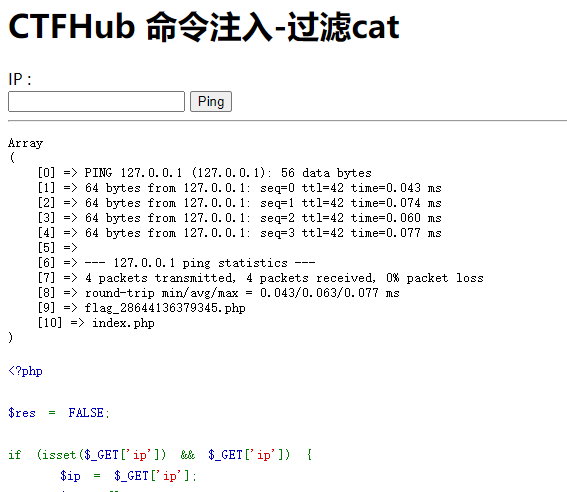 CTFHub 命令注入-过滤cat
IP :
Ping
Array
(
    [0] => PING 127.0.0.1 (127.0.0.1): 56 data bytes
    [1] => 64 bytes from 127.0.0.1: seq=0 ttl=42 time=0.043 ms
    [2] => 64 bytes from 127.0.0.1: seq=1 ttl=42 time=0.074 ms
    [3] => 64 bytes from 127.0.0.1: seq=2 ttl=42 time=0.060 ms
    [4] => 64 bytes from 127.0.0.1: seq=3 ttl=42 time=0.077 ms
    [5] =>
    [6] => --- 127.0.0.1 ping statistics ---
    [7] => 4 packets transmitted, 4 packets received, 0% packet loss
    [8] => round-trip min/avg/max = 0.043/0.063/0.077 ms
    [9] => flag_28644136379345.php
    [10] => index.php
)
<?php
$res = FALSE;
if (isset($_GET['ip']) && $_GET['ip']) {
    $ip = $_GET['ip'];